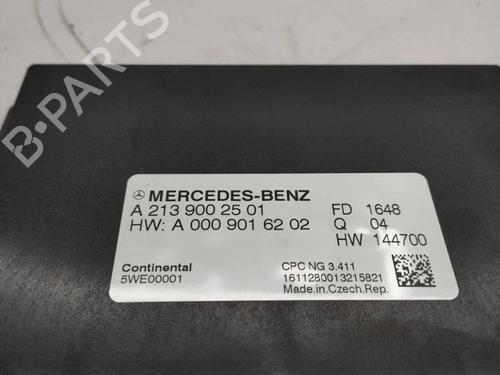 B-PARTS
MERCEDES-BENZ
A 213 900 25 01 FD 1648
HW: A 000 901 62 02 Q 04
HW 144700
Continental CPC NG 3.411
5WE00001 1611280013215821
Made.in.Czech.Rep.